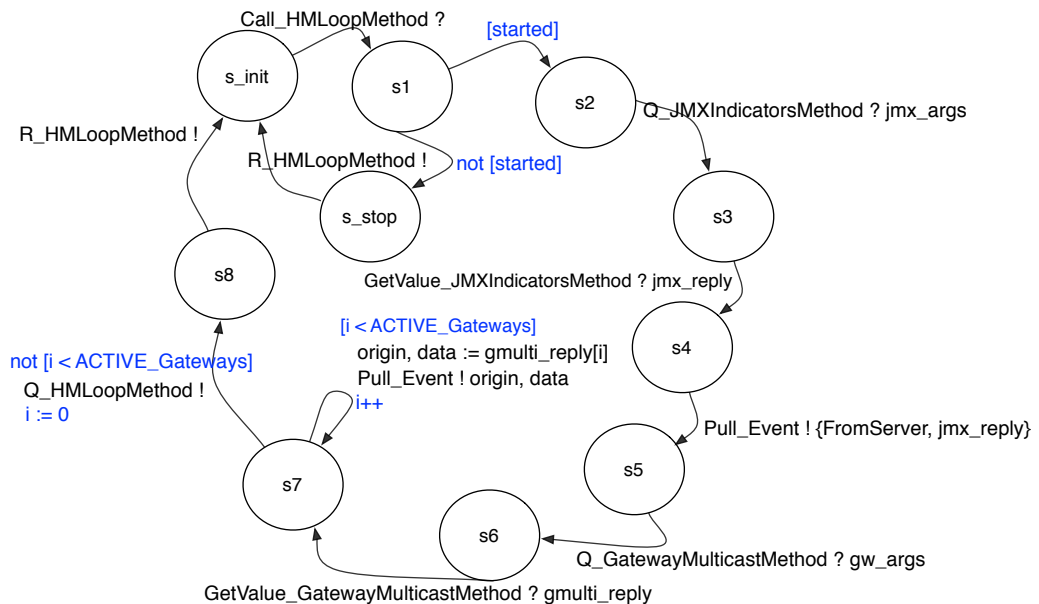 Call_HMLoopMethod ?
[started]
s_init
s1
s2
Q_JMXIndicatorsMethod ? jmx_args
R_HMLoopMethod !
R_HMLoopMethod !
not [started]
s_stop
s3
s8
GetValue_JMXIndicatorsMethod ? jmx_reply
[i < ACTIVE_Gateways]
origin, data := gmulti_reply[i]
Pull_Event ! origin, data
i++
s4
not [i < ACTIVE_Gateways]
Q_HMLoopMethod !
i := 0
Pull_Event ! {FromServer, jmx_reply}
s5
s7
s6
Q_GatewayMulticastMethod ? gw_args
GetValue_GatewayMulticastMethod ? gmulti_reply